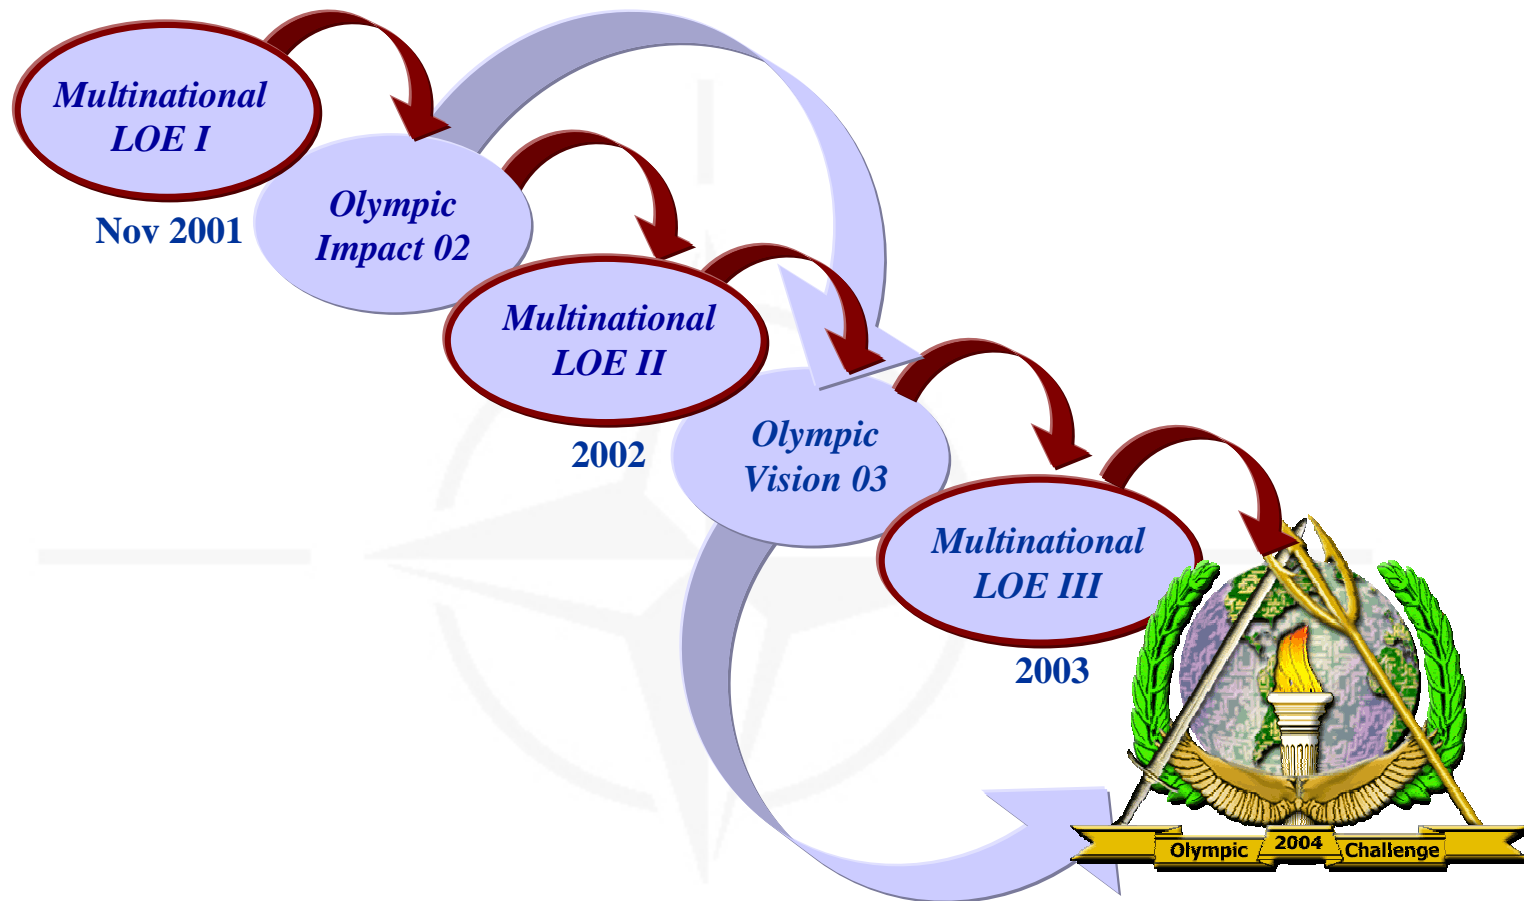 Multinational
LOE I
Nov 2001
Olympic
Impact 02
Multinational
LOE II
2002
Olympic
Vision 03
Multinational
LOE III
2003
Olympic 2004 Challenge